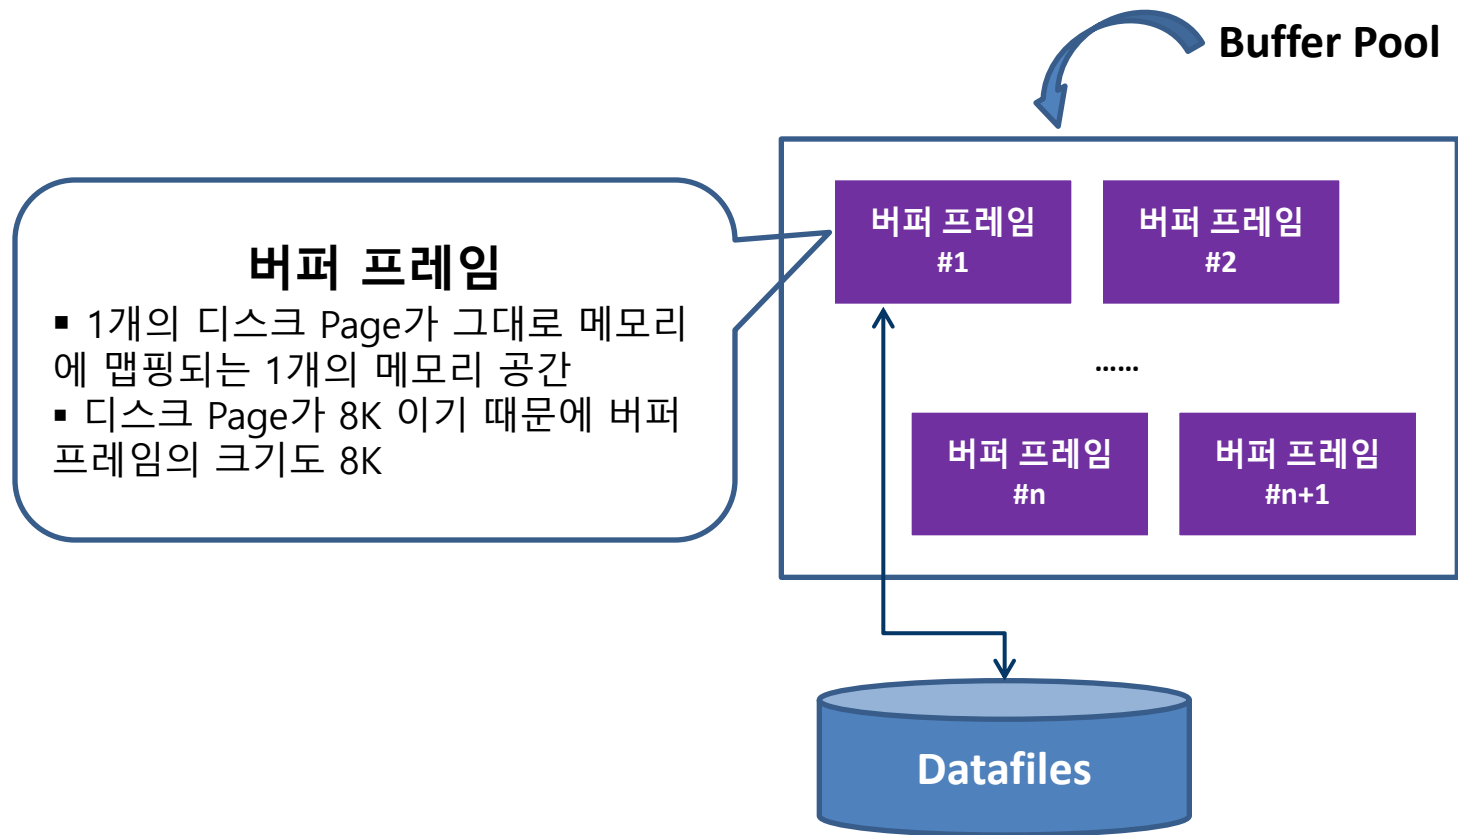 Buffer Pool
버퍼 프레임
▪ 1개의 디스크 Page가 그대로 메모리
에 맵핑되는 1개의 메모리 공간
▪ 디스크 Page가 8K 이기 때문에 버퍼
프레임의 크기도 8K
버퍼 프레임
#1
버퍼 프레임
#2
......
버퍼 프레임
#n
버퍼 프레임
#n+1
Datafiles